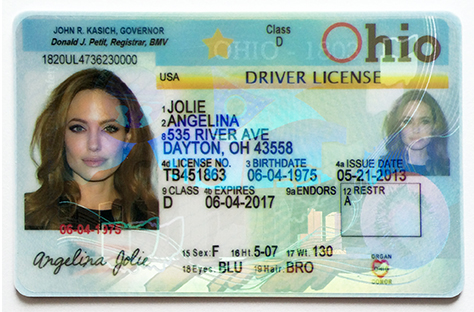 JOHN R. KASICH, GOVERNOR
Donald J. Petit, Registrar, BMV
Class
D
Ohio
OHIO - 1803
1820UL4736230000
USA
DRIVER LICENSE
1 JOLIE
2 ANGELINA
8 535 RIVER AVE
DAYTON, OH 43558
4d LICENSE NO. 3 BIRTHDATE 4a ISSUE DATE
TB451863 06-04-1975 05-21-2013
9 CLASS 4b EXPIRES 9a ENDORS 12 RESTR
D 06-04-2017 A
06-04-1975
15 Sex: F 16 Ht. 5-07 17 Wt. 130
18 Eyes. BLU 19 Hair. BRO
Angelina Jolie
ORGAN
DONOR